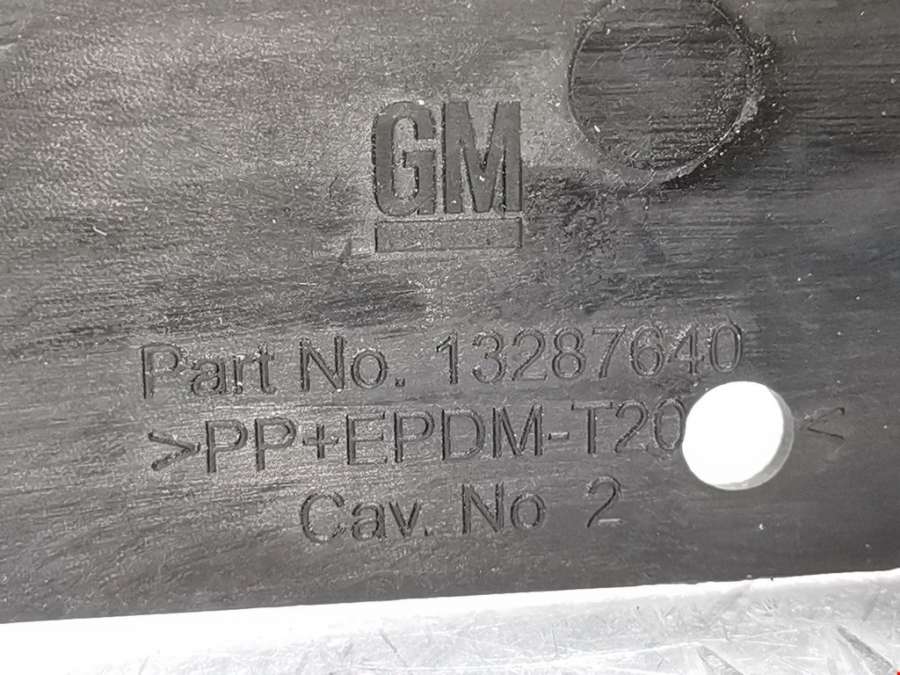 GM
Part No. 13287640
>PP+EPDM-T20 <
Cav. No 2